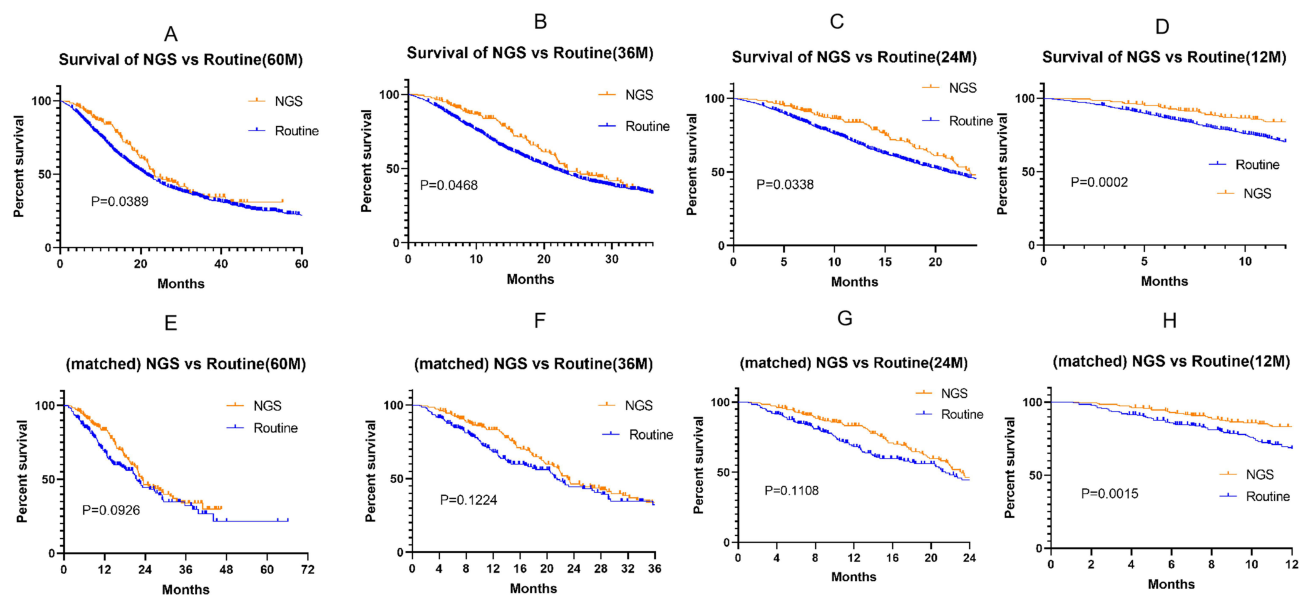 A
Survival of NGS vs Routine(60M)
Percent survival
100
50
0
0 20 40 60
Months
NGS
Routine
P=0.0389
B
Survival of NGS vs Routine(36M)
Percent survival
100
50
0
0 10 20 30
Months
NGS
Routine
P=0.0468
C
Survival of NGS vs Routine(24M)
Percent survival
100
50
0
0 5 10 15 20
Months
NGS
Routine
P=0.0338
D
Survival of NGS vs Routine(12M)
Percent survival
100
50
0
0 5 10
Months
Routine
NGS
P=0.0002
E
(matched) NGS vs Routine(60M)
Percent survival
100
50
0
0 12 24 36 48 60 72
Months
NGS
Routine
P=0.0926
F
(matched) NGS vs Routine(36M)
Percent survival
100
50
0
0 4 8 12 16 20 24 28 32 36
Months
NGS
Routine
P=0.1224
G
(matched) NGS vs Routine(24M)
Percent survival
100
50
0
0 4 8 12 16 20 24
Months
NGS
Routine
P=0.1108
H
(matched) NGS vs Routine(12M)
Percent survival
100
50
0
0 2 4 6 8 10 12
Months
NGS
Routine
P=0.0015